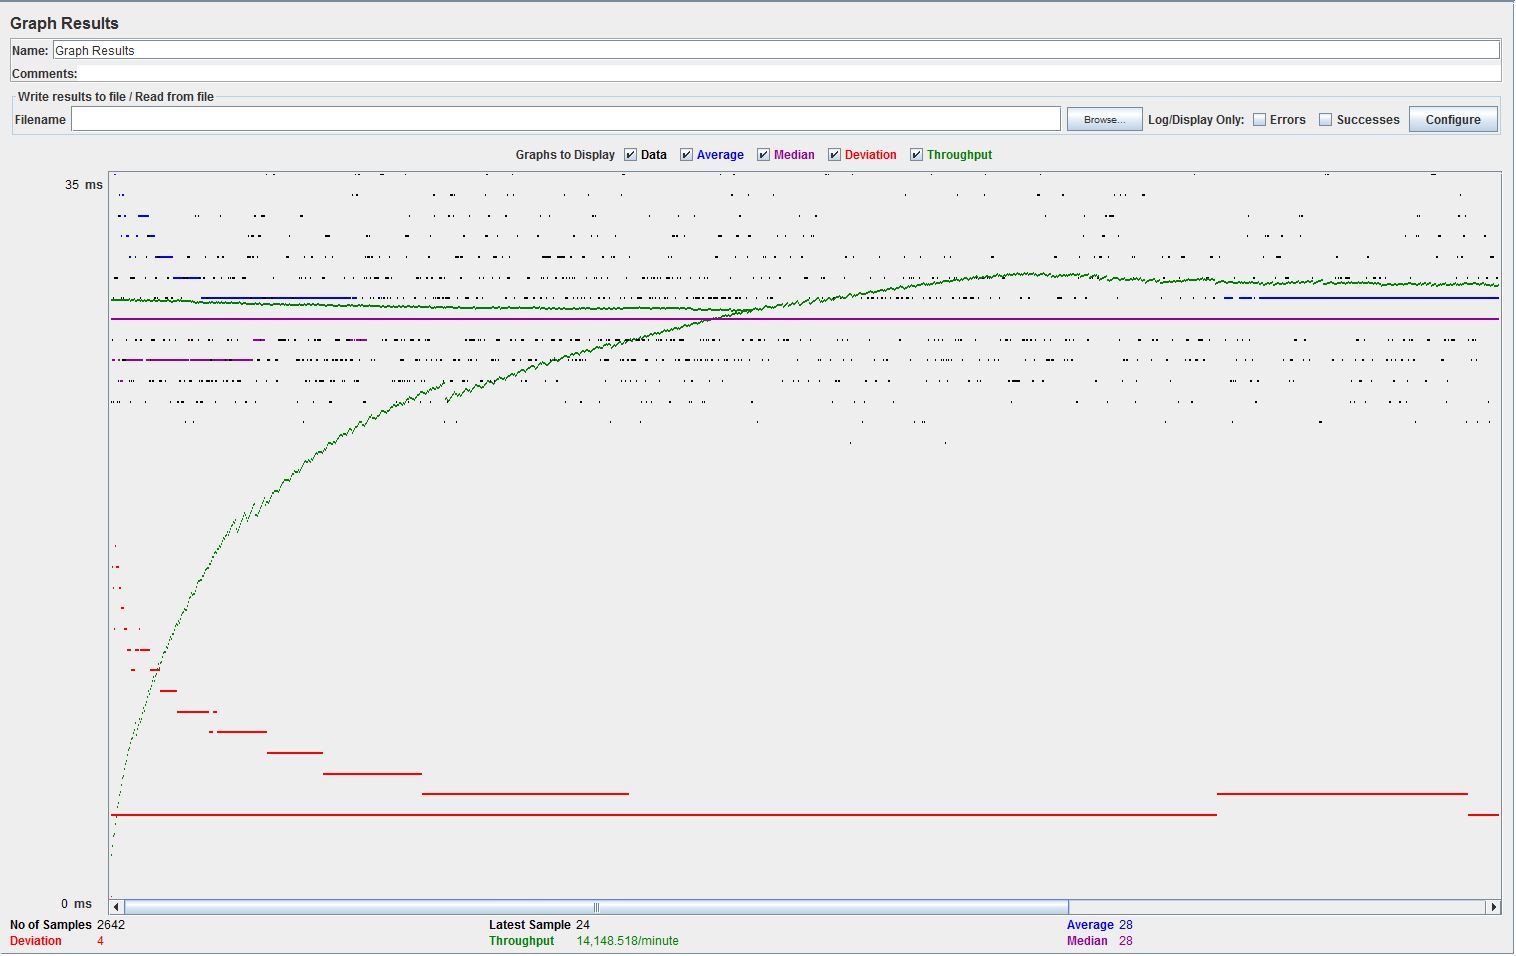 Graph Results
Name: Graph Results
Comments:
Write results to file / Read from file
Filename Browse... Log/Display Only: Errors Successes Configure
Graphs to Display Data Average Median Deviation Throughput
35 ms
0 ms
No of Samples 2642 Latest Sample 24 Average 28
Deviation 4 Throughput 14,148.518/minute Median 28